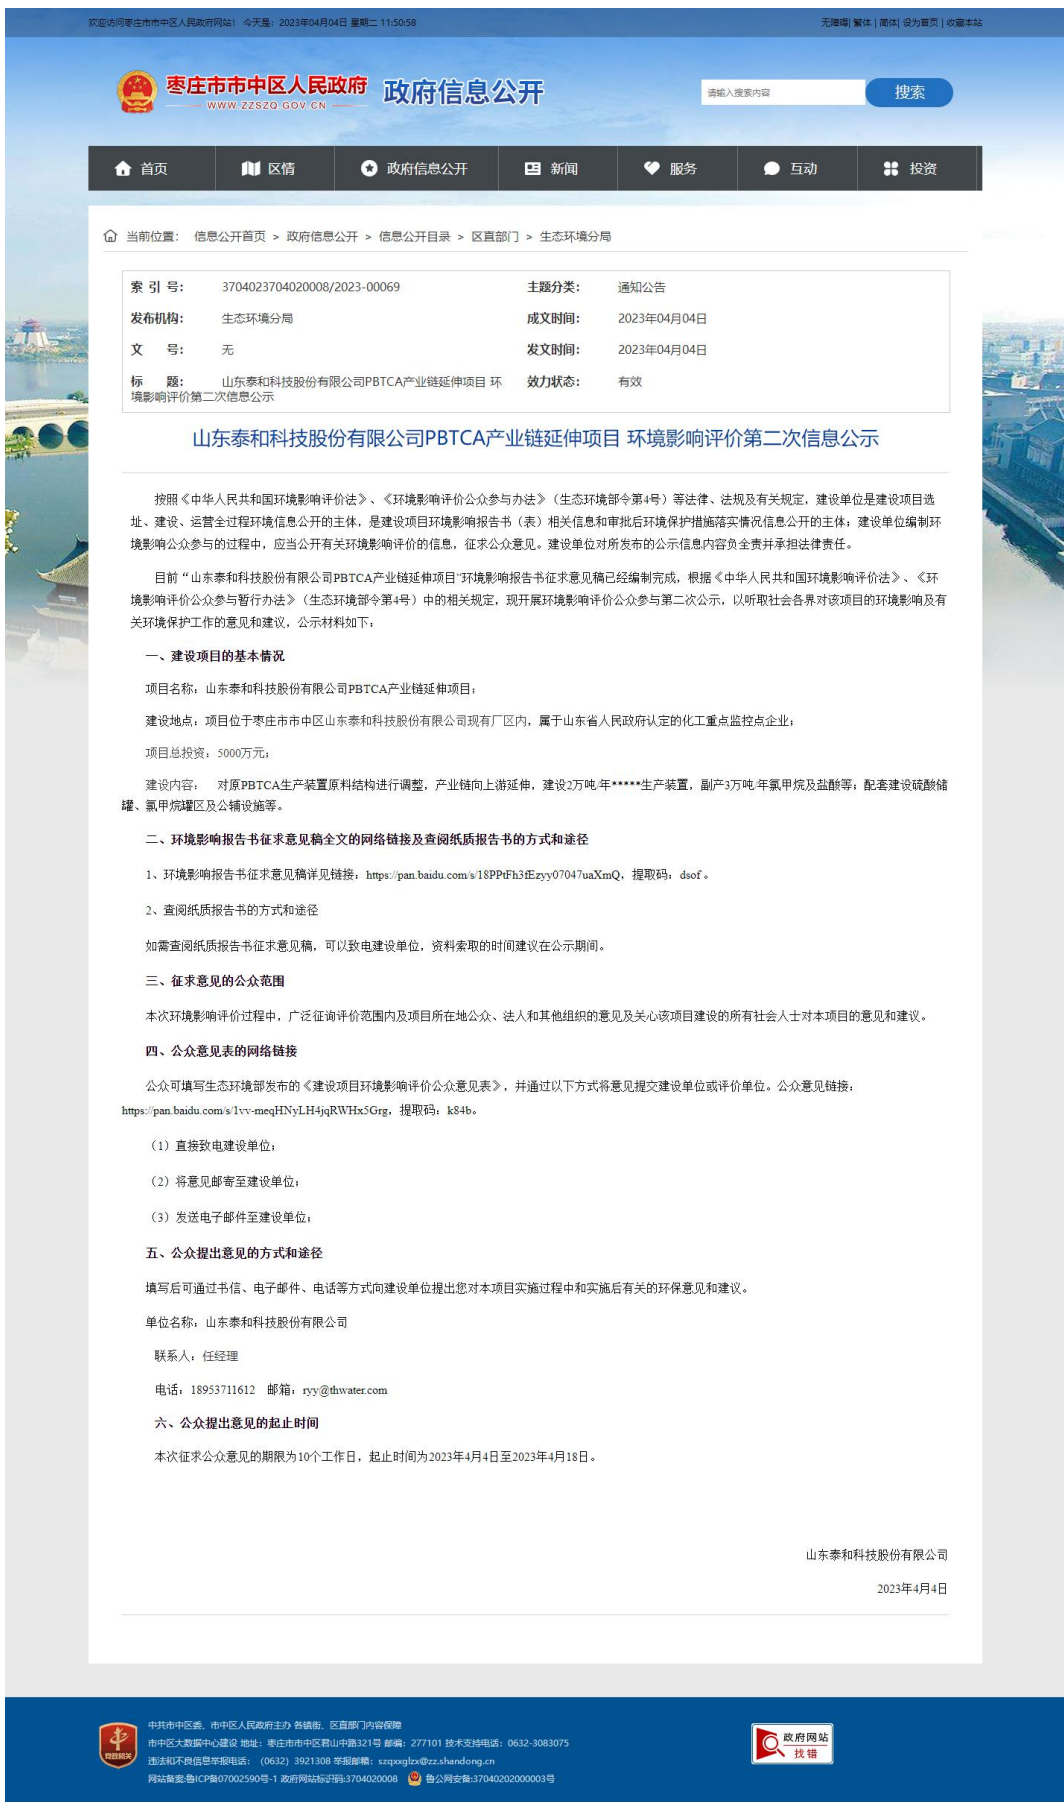 欢迎访问枣庄市市中区人民政府网站! 今天是: 2023年04月04日 星期二 11:50:58
无障碍| 繁体 | 简体| 设为首页 | 收藏本站
枣庄市市中区人民政府
WWW.ZZSZQ.GOV.CN
政府信息公开
请输入搜索内容
搜索
首页 区情 政府信息公开 新闻 服务 互动 投资
当前位置: 信息公开首页 > 政府信息公开 > 信息公开目录 > 区直部门 > 生态环境分局
索 引 号: 3704023704020008/2023-00069 主题分类: 通知公告
发布机构: 生态环境分局 成文时间: 2023年04月04日
文 号: 无 发文时间: 2023年04月04日
标 题: 山东泰和科技股份有限公司PBTCA产业链延伸项目 环 效力状态: 有效
境影响评价第二次信息公示
山东泰和科技股份有限公司PBTCA产业链延伸项目 环境影响评价第二次信息公示
按照《中华人民共和国环境影响评价法》、《环境影响评价公众参与办法》（生态环境部令第4号）等法律、法规及有关规定，建设单位是建设项目选
址、建设、运营全过程环境信息公开的主体，是建设项目环境影响报告书（表）相关信息和审批后环境保护措施落实情况信息公开的主体；建设单位编制环
境影响公众参与的过程中，应当公开有关环境影响评价的信息，征求公众意见。建设单位对所发布的公示信息内容负全责并承担法律责任。
目前“山东泰和科技股份有限公司PBTCA产业链延伸项目”环境影响报告书征求意见稿已经编制完成，根据《中华人民共和国环境影响评价法》、《环
境影响评价公众参与暂行办法》（生态环境部令第4号）中的相关规定，现开展环境影响评价公众参与第二次公示，以听取社会各界对该项目的环境影响及有
关环境保护工作的意见和建议，公示材料如下：
一、建设项目的基本情况
项目名称：山东泰和科技股份有限公司PBTCA产业链延伸项目；
建设地点：项目位于枣庄市市中区山东泰和科技股份有限公司现有厂区内，属于山东省人民政府认定的化工重点监控点企业；
项目总投资：5000万元；
建设内容： 对原PBTCA生产装置原料结构进行调整，产业链向上游延伸，建设2万吨/年*****生产装置，副产3万吨/年氯甲烷及盐酸等；配套建设硫酸储
罐、氯甲烷罐区及公辅设施等。
二、环境影响报告书征求意见稿全文的网络链接及查阅纸质报告书的方式和途径
1、环境影响报告书征求意见稿详见链接：https://pan.baidu.com/s/18PPtFh3fEzyy07047uaXmQ，提取码：dsof 。
2、查阅纸质报告书的方式和途径
如需查阅纸质报告书征求意见稿，可以致电建设单位，资料索取的时间建议在公示期间。
三、征求意见的公众范围
本次环境影响评价过程中，广泛征询评价范围内及项目所在地公众、法人和其他组织的意见及关心该项目建设的所有社会人士对本项目的意见和建议。
四、公众意见表的网络链接
公众可填写生态环境部发布的《建设项目环境影响评价公众意见表》，并通过以下方式将意见提交建设单位或评价单位。公众意见链接：
https://pan.baidu.com/s/1vv-meqHNyLH4jqRWHx5Grg，提取码：k84b。
（1）直接致电建设单位；
（2）将意见邮寄至建设单位；
（3）发送电子邮件至建设单位；
五、公众提出意见的方式和途径
填写后可通过书信、电子邮件、电话等方式向建设单位提出您对本项目实施过程中和实施后有关的环保意见和建议。
单位名称：山东泰和科技股份有限公司
联系人：任经理
电话：18953711612 邮箱：ryy@thwater.com
六、公众提出意见的起止时间
本次征求公众意见的期限为10个工作日，起止时间为2023年4月4日至2023年4月18日。
山东泰和科技股份有限公司
2023年4月4日
党政机关
中共市中区委、市中区人民政府主办 各镇街、区直部门内容保障
市中区大数据中心建设 地址: 枣庄市市中区君山中路321号 邮编: 277101 技术支持电话: 0632-3083075
违法和不良信息举报电话: (0632) 3921308 举报邮箱: szqxxglzx@zz.shandong.cn
网站备案:鲁ICP备07002590号-1 政府网站标识码:3704020008 鲁公网安备:37040202000003号
政府网站
找错